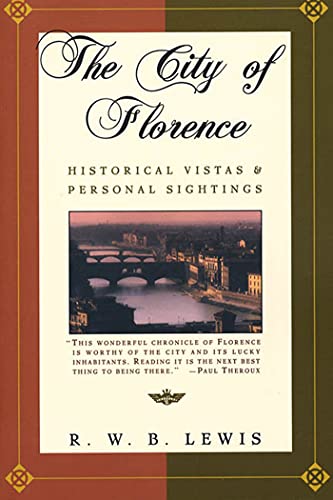 The City of
Florence
HISTORICAL VISTAS &
PERSONAL SIGHTINGS
"THIS WONDERFUL CHRONICLE OF FLORENCE
IS WORTHY OF THE CITY AND ITS LUCKY
INHABITANTS. READING IT IS THE NEXT BEST
THING TO BEING THERE." —PAUL THEROUX
R. W. B. LEWIS